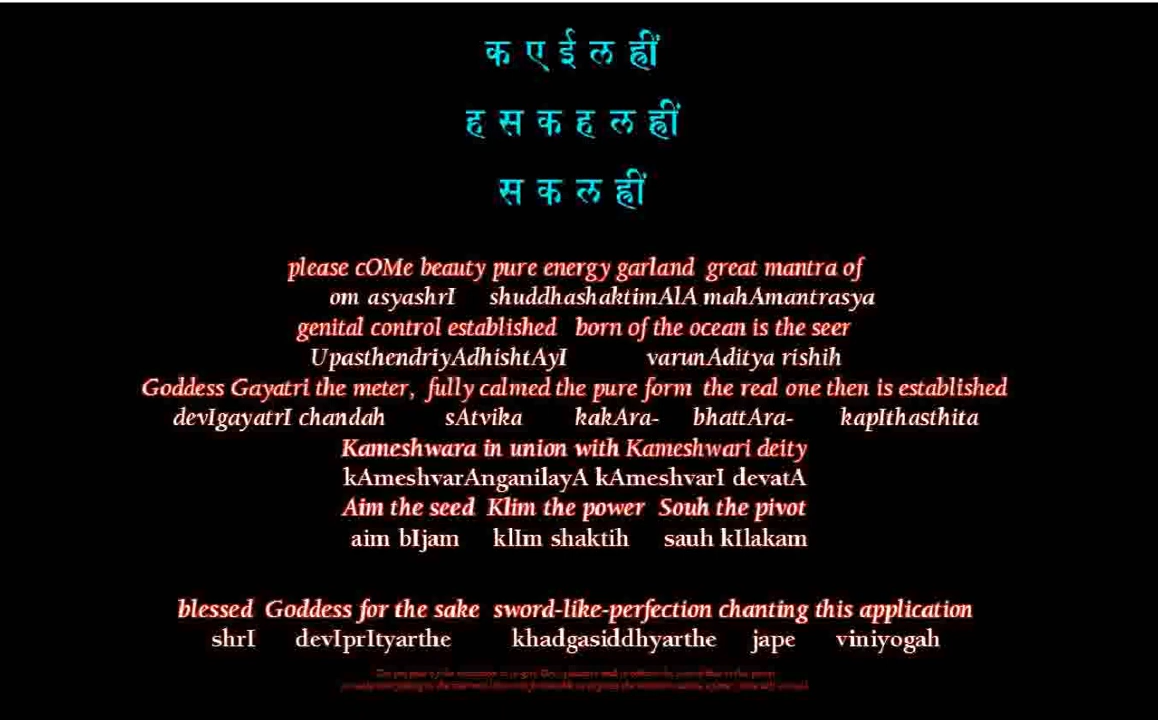 क ए ई ल ह्रीं
ह स क ह ल ह्रीं
स क ल ह्रीं
please cOMe beauty pure energy garland great mantra of
om asyashrI shuddhashaktimAlA mahAmantrasya
genital control established born of the ocean is the seer
UpasthendriyAdhishtAyI varunAditya rishih
Goddess Gayatri the meter, fully calmed the pure form the real one then is established
devIgayatrI chandah sAtvika kakAra- bhattAra- kapIthasthita
Kameshwara in union with Kameshwari deity
kAmeshvarAnganilayA kAmeshvarI devatA
Aim the seed Klim the power Souh the pivot
aim bIjam klIm shaktih sauh kIlakam
blessed Goddess for the sake sword-like-perfection chanting this application
shrI devIprItyarthe khadgasiddhyarthe jape viniyogah